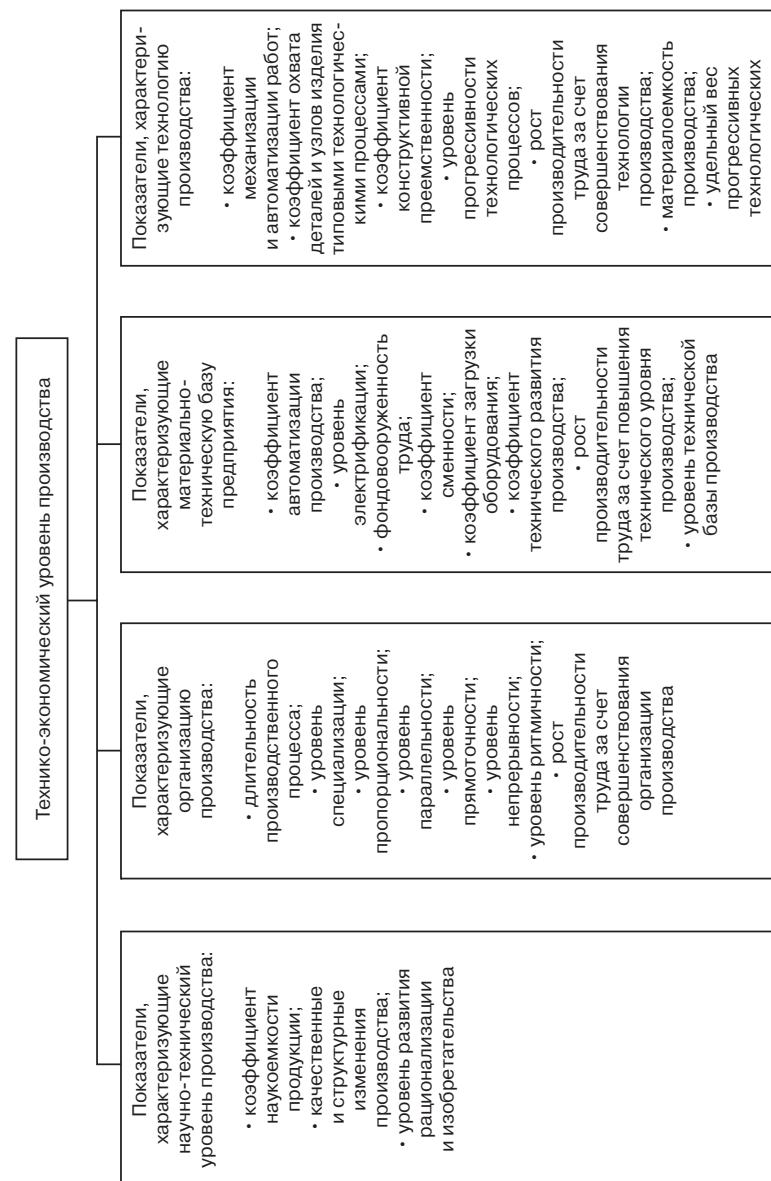 Технико-экономический уровень производства
Показатели,
характеризующие
научно-технический
уровень производства:
• коэффициент
наукоемкости
продукции;
• качественные
и структурные
изменения
производства;
• уровень развития
рационализации
и изобретательства
Показатели,
характеризующие
организацию
производства:
• длительность
производственного
процесса;
• уровень
специализации;
• уровень
пропорциональности;
• уровень
параллельности;
• уровень
прямоточности;
• уровень
непрерывности;
• уровень ритмичности;
• рост
производительности
труда за счет
совершенствования
организации
производства
Показатели,
характеризующие
материально-
техническую базу
предприятия:
• коэффициент
автоматизации
производства;
• уровень
электрификации;
• фондовооруженность
труда;
• коэффициент
сменности;
• коэффициент загрузки
оборудования;
• коэффициент
технического развития
производства;
• рост
производительности
труда за счет повышения
технического уровня
производства;
• уровень технической
базы производства
Показатели, характери-
зующие технологию
производства:
• коэффициент
механизации
и автоматизации работ;
• коэффициент охвата
деталей и узлов изделия
типовыми технологичес-
кими процессами;
• коэффициент
конструктивной
преемственности;
• уровень
прогрессивности
технологических
процессов;
• рост
производительности
труда за счет
совершенствования
технологии
производства;
• материалоемкость
производства;
• удельный вес
прогрессивных
технологических